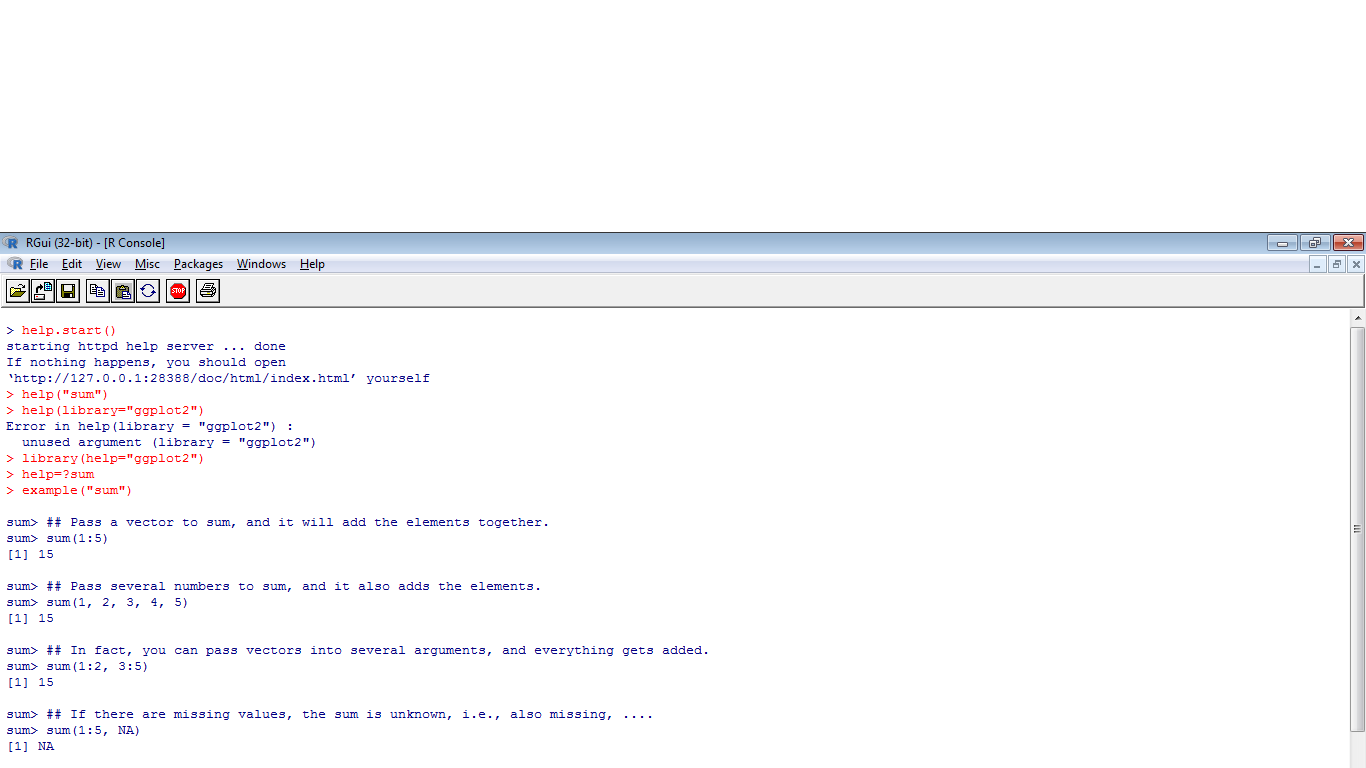 RGui (32-bit) - [R Console]
File Edit View Misc Packages Windows Help
STOP
> help.start()
starting httpd help server ... done
If nothing happens, you should open
‘http://127.0.0.1:28388/doc/html/index.html’ yourself
> help("sum")
> help(library="ggplot2")
Error in help(library = "ggplot2") :
  unused argument (library = "ggplot2")
> library(help="ggplot2")
> help=?sum
> example("sum")
sum> ## Pass a vector to sum, and it will add the elements together.
sum> sum(1:5)
[1] 15
sum> ## Pass several numbers to sum, and it also adds the elements.
sum> sum(1, 2, 3, 4, 5)
[1] 15
sum> ## In fact, you can pass vectors into several arguments, and everything gets added.
sum> sum(1:2, 3:5)
[1] 15
sum> ## If there are missing values, the sum is unknown, i.e., also missing, ....
sum> sum(1:5, NA)
[1] NA